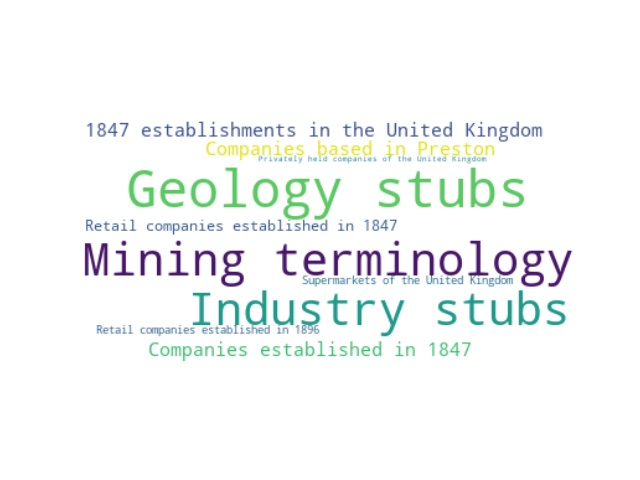 1847 establishments in the United Kingdom
Companies based in Preston
Privately held companies of the United Kingdom
Geology stubs
Retail companies established in 1847
Mining terminology
Supermarkets of the United Kingdom
Industry stubs
Retail companies established in 1896
Companies established in 1847